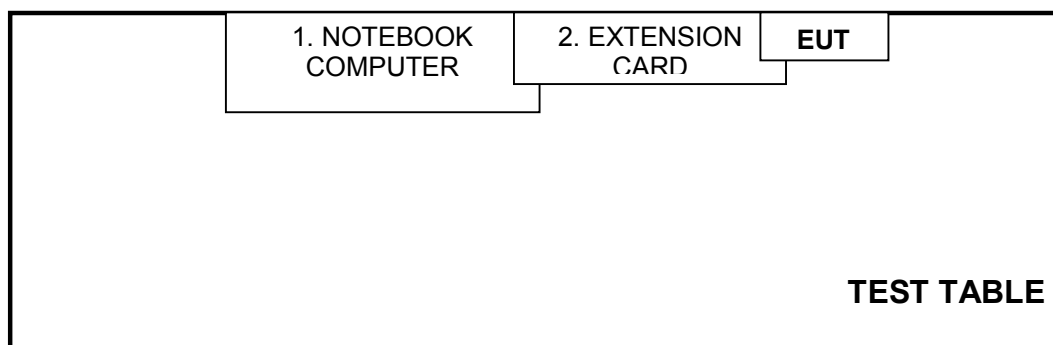 1. NOTEBOOK
COMPUTER
2. EXTENSION
CARD
EUT
TEST TABLE